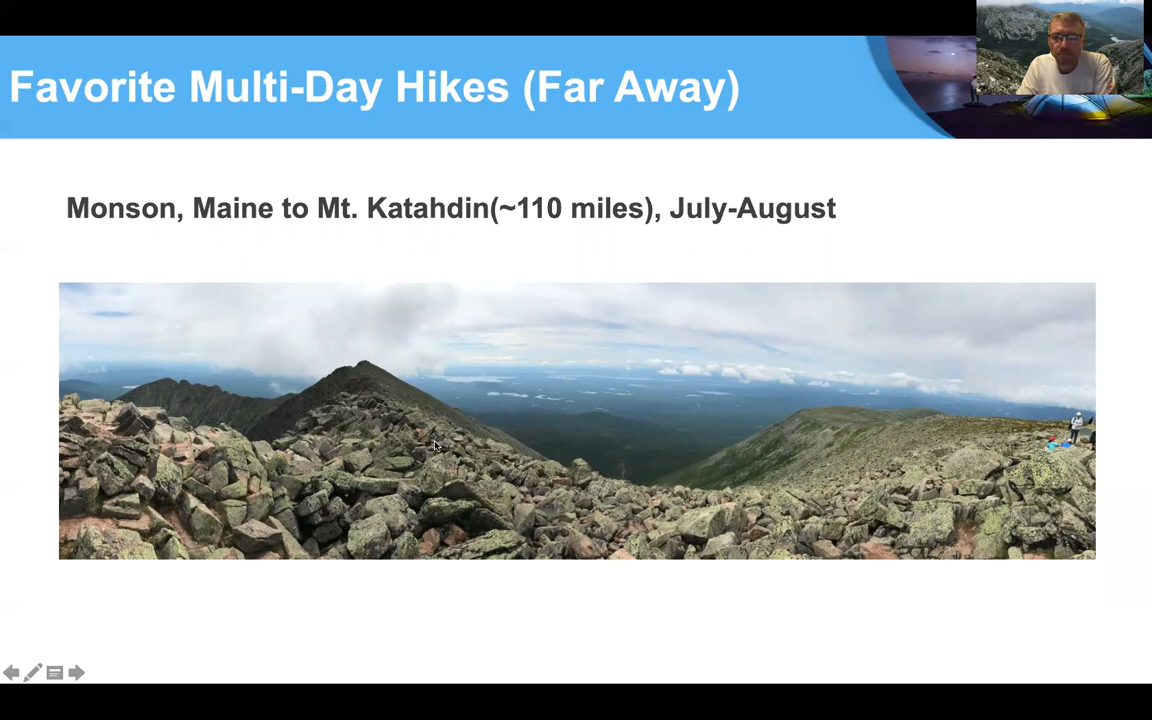 Favorite Multi-Day Hikes (Far Away)
Monson, Maine to Mt. Katahdin(~110 miles), July-August